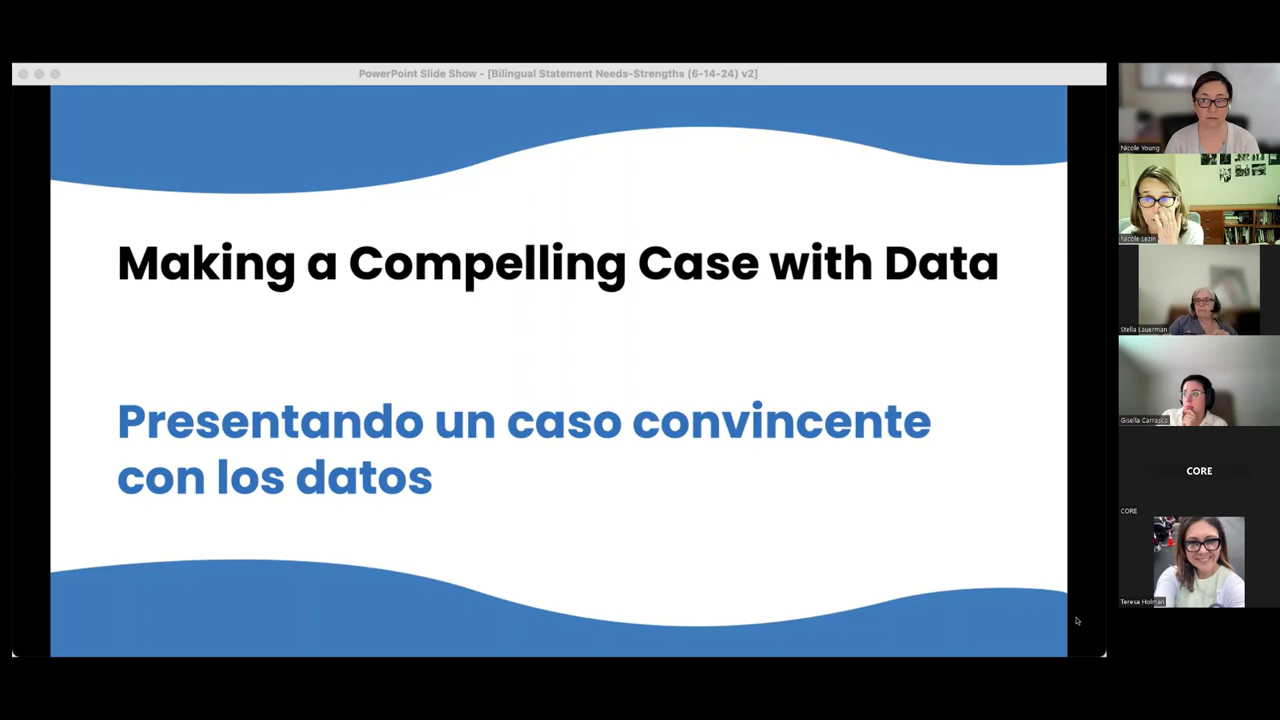 PowerPoint Slide Show - [Bilingual Statement Needs-Strengths (6-14-24) v2]
Making a Compelling Case with Data
Presentando un caso convincente
con los datos
Nicole Young
Nicole Lezin
Stella Lauerman
Gisella Carrasco
CORE
CORE
Teresa Holman